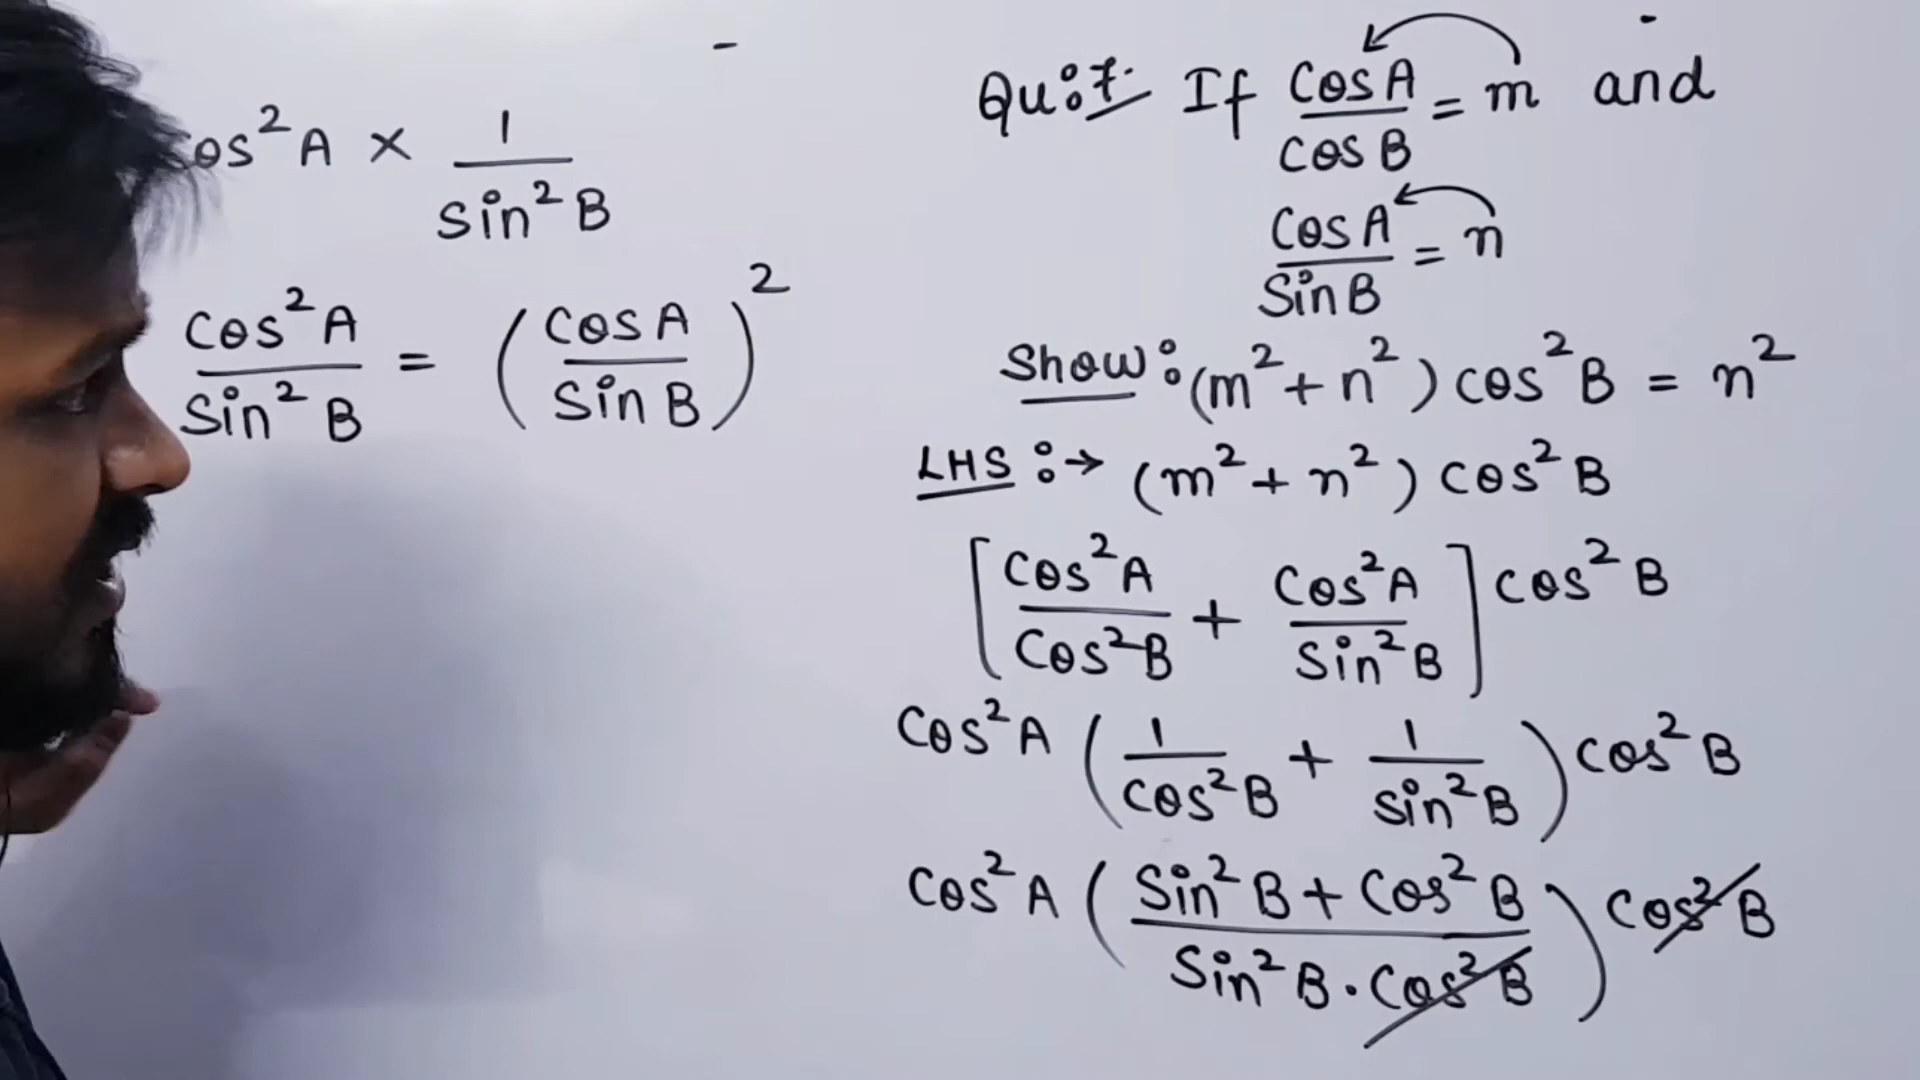 Qu:7. If CosA/CosB = m and
CosA/SinB = n
Show: (m²+n²) cos²B = n²
LHS :→ (m²+n²) cos²B
[Cos²A/Cos²B + Cos²A/Sin²B] cos²B
Cos²A (1/cos²B + 1/sin²B) cos²B
Cos²A (Sin²B + Cos²B/Sin²B · Cos²B) Cos²B
os²A × 1/Sin²B
Cos²A/Sin²B = (CosA/SinB)²